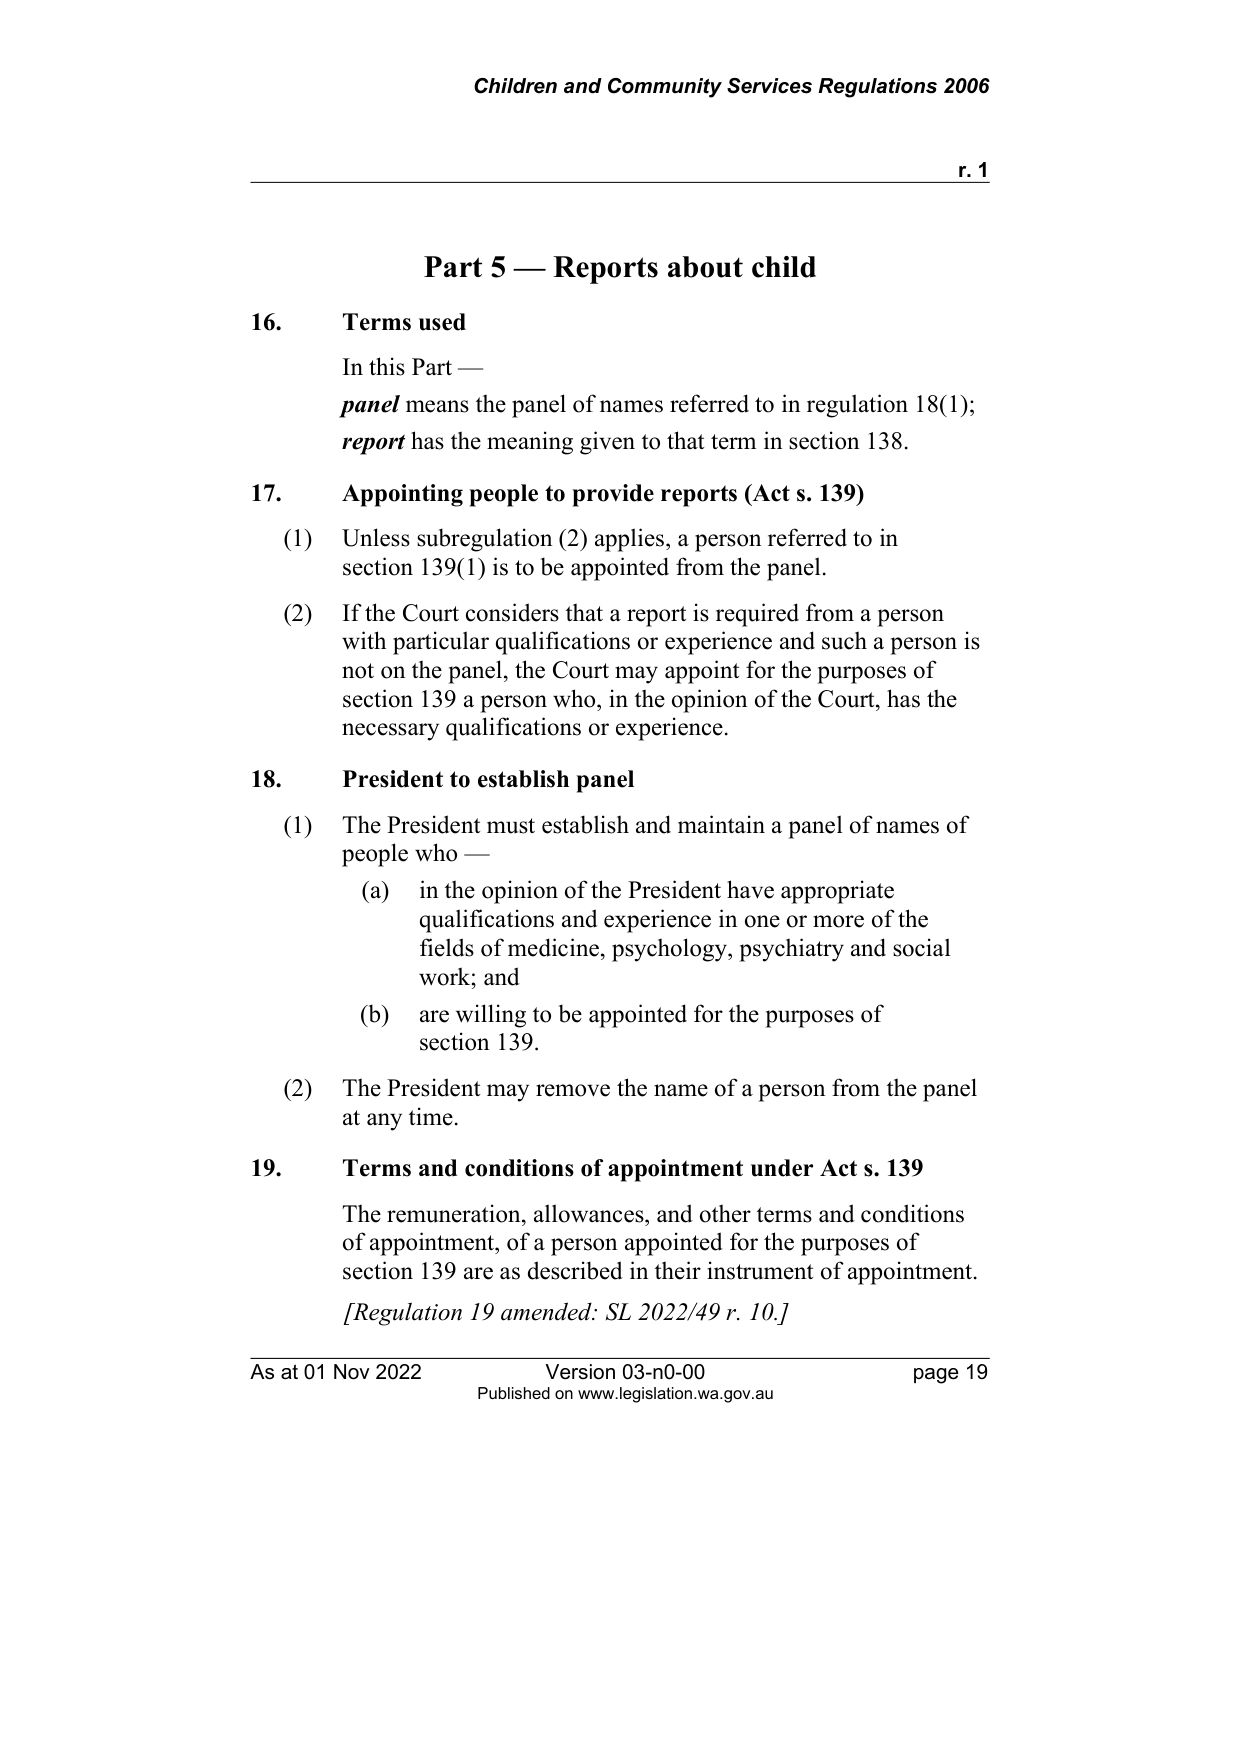 Children and Community Services Regulations 2006
r. 1
Part 5 — Reports about child
16. Terms used
In this Part —
panel means the panel of names referred to in regulation 18(1);
report has the meaning given to that term in section 138.
17. Appointing people to provide reports (Act s. 139)
(1) Unless subregulation (2) applies, a person referred to in
section 139(1) is to be appointed from the panel.
(2) If the Court considers that a report is required from a person
with particular qualifications or experience and such a person is
not on the panel, the Court may appoint for the purposes of
section 139 a person who, in the opinion of the Court, has the
necessary qualifications or experience.
18. President to establish panel
(1) The President must establish and maintain a panel of names of
people who —
(a) in the opinion of the President have appropriate
qualifications and experience in one or more of the
fields of medicine, psychology, psychiatry and social
work; and
(b) are willing to be appointed for the purposes of
section 139.
(2) The President may remove the name of a person from the panel
at any time.
19. Terms and conditions of appointment under Act s. 139
The remuneration, allowances, and other terms and conditions
of appointment, of a person appointed for the purposes of
section 139 are as described in their instrument of appointment.
[Regulation 19 amended: SL 2022/49 r. 10.]
As at 01 Nov 2022 Version 03-n0-00 page 19
Published on www.legislation.wa.gov.au